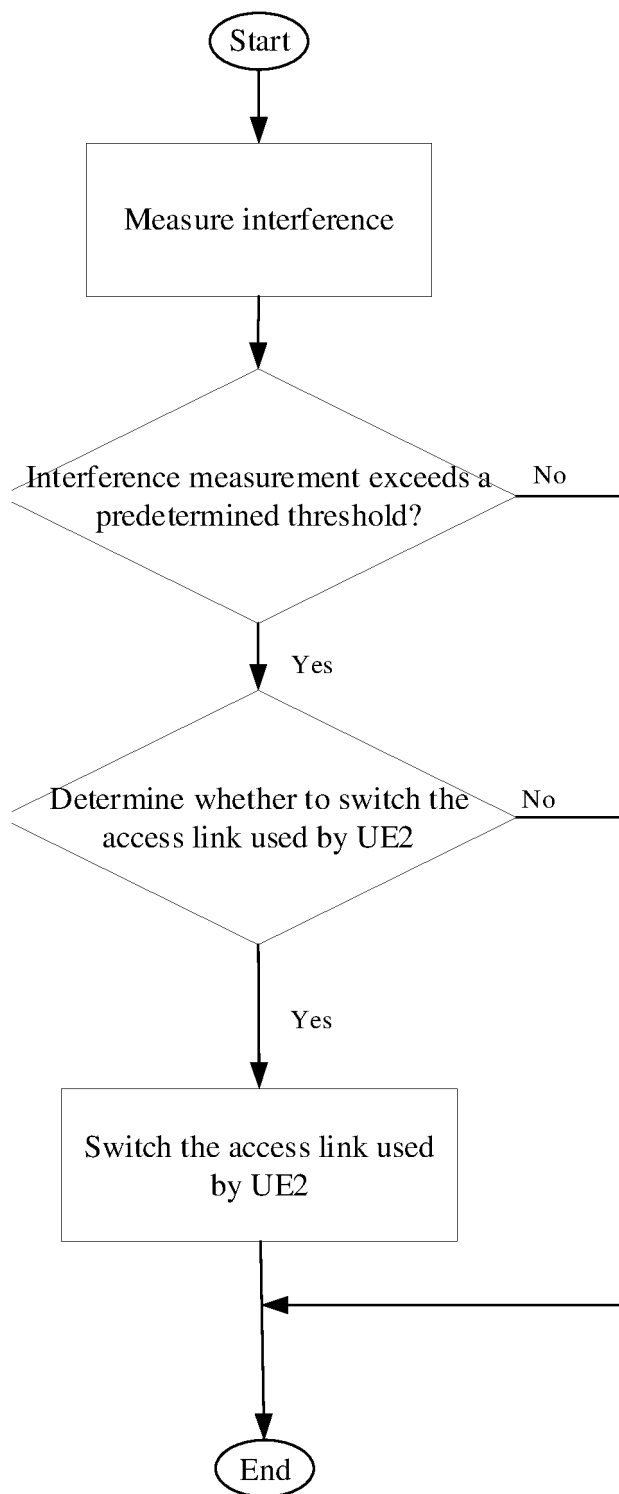 Start
Measure interference
Interference measurement exceeds a
predetermined threshold?
No
Yes
Determine whether to switch the
access link used by UE2
No
Yes
Switch the access link used
by UE2
End